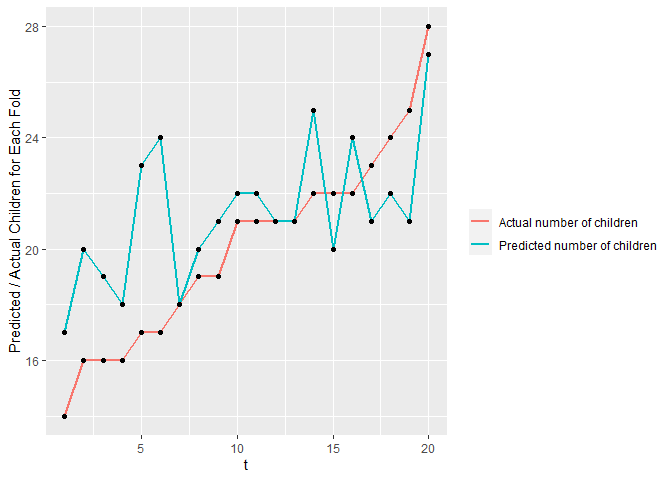 Predicted / Actual Children for Each Fold
28
24
20
16
5
10
15
20
t
Actual number of children
Predicted number of children